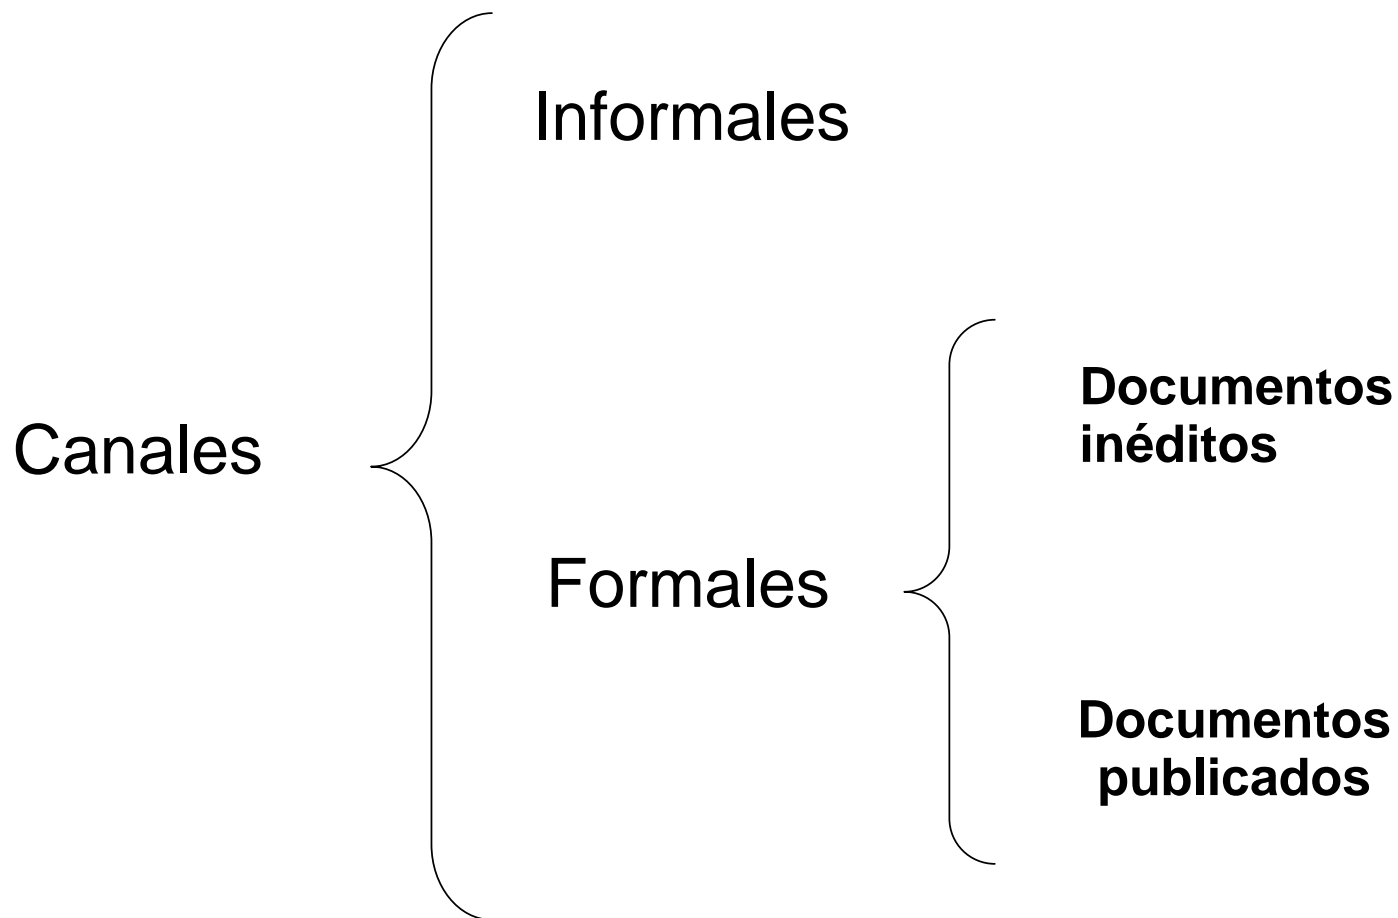 Informales
Canales
Formales
Documentos
inéditos
Documentos
publicados